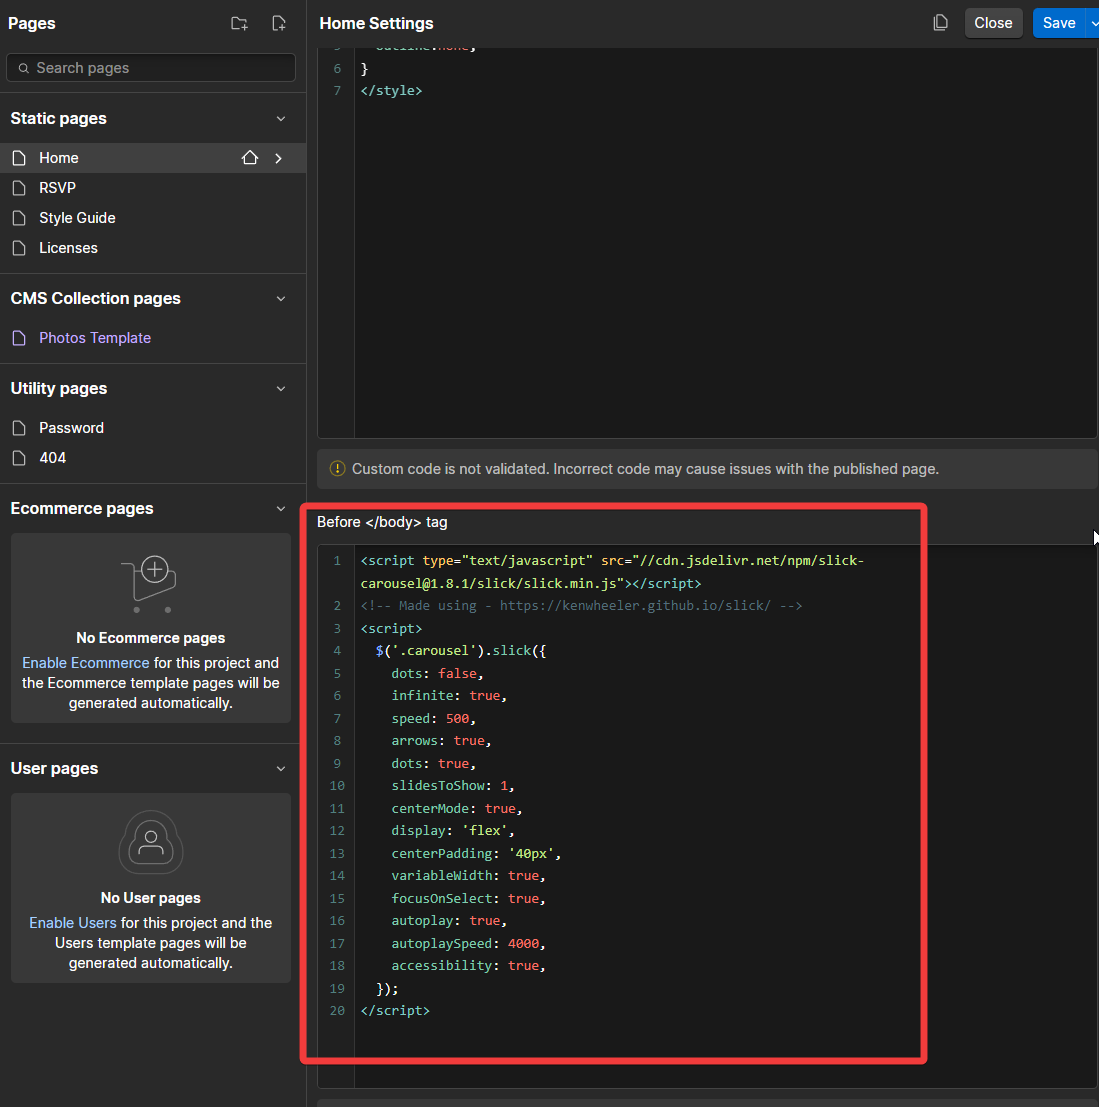 Pages
Search pages
Static pages
Home
RSVP
Style Guide
Licenses
CMS Collection pages
Photos Template
Utility pages
Password
404
Ecommerce pages
No Ecommerce pages
Enable Ecommerce for this project and
the Ecommerce template pages will be
generated automatically.
User pages
No User pages
Enable Users for this project and the
Users template pages will be
generated automatically.
Home Settings
Close
Save
6 }
7 </style>
Custom code is not validated. Incorrect code may cause issues with the published page.
Before </body> tag
1 <script type="text/javascript" src="//cdn.jsdelivr.net/npm/slick-
carousel@1.8.1/slick/slick.min.js"></script>
2 <!-- Made using - https://kenwheeler.github.io/slick/ -->
3 <script>
4 $('.carousel').slick({
5 dots: false,
6 infinite: true,
7 speed: 500,
8 arrows: true,
9 dots: true,
10 slidesToShow: 1,
11 centerMode: true,
12 display: 'flex',
13 centerPadding: '40px',
14 variableWidth: true,
15 focusOnSelect: true,
16 autoplay: true,
17 autoplaySpeed: 4000,
18 accessibility: true,
19 });
20 </script>